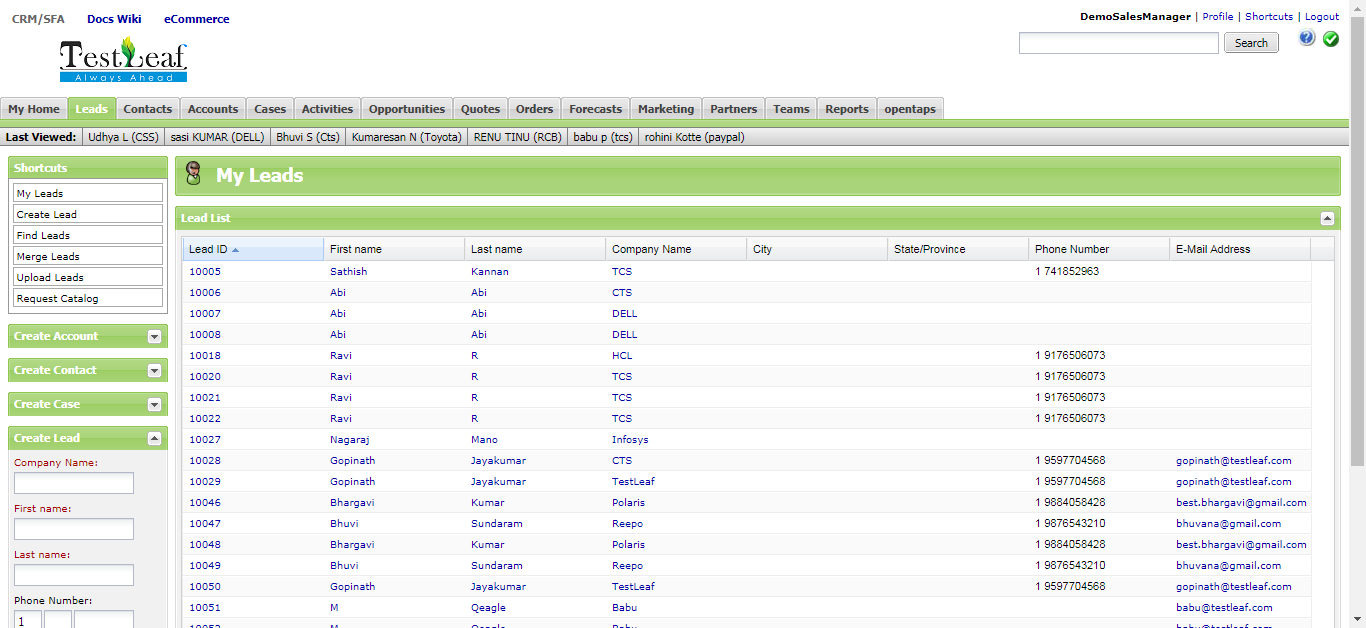 CRM/SFA Docs Wiki eCommerce
DemoSalesManager | Profile | Shortcuts | Logout
TestLeaf
Always Ahead
Search
My Home Leads Contacts Accounts Cases Activities Opportunities Quotes Orders Forecasts Marketing Partners Teams Reports opentaps
Last Viewed: Udhya L (CSS) sasi KUMAR (DELL) Bhuvi S (Cts) Kumaresan N (Toyota) RENU TINU (RCB) babu p (tcs) rohini Kotte (paypal)
Shortcuts
My Leads
Create Lead
Find Leads
Merge Leads
Upload Leads
Request Catalog
Create Account
Create Contact
Create Case
Create Lead
Company Name:
First name:
Last name:
Phone Number:
1
My Leads
Lead List
Lead ID First name Last name Company Name City State/Province Phone Number E-Mail Address
10005 Sathish Kannan TCS 1 741852963
10006 Abi Abi CTS
10007 Abi Abi DELL
10008 Abi Abi DELL
10018 Ravi R HCL 1 9176506073
10020 Ravi R TCS 1 9176506073
10021 Ravi R TCS 1 9176506073
10022 Ravi R TCS 1 9176506073
10027 Nagaraj Mano Infosys
10028 Gopinath Jayakumar CTS 1 9597704568 gopinath@testleaf.com
10029 Gopinath Jayakumar TestLeaf 1 9597704568 gopinath@testleaf.com
10046 Bhargavi Kumar Polaris 1 9884058428 best.bhargavi@gmail.com
10047 Bhuvi Sundaram Reepo 1 9876543210 bhuvana@gmail.com
10048 Bhargavi Kumar Polaris 1 9884058428 best.bhargavi@gmail.com
10049 Bhuvi Sundaram Reepo 1 9876543210 bhuvana@gmail.com
10050 Gopinath Jayakumar TestLeaf 1 9597704568 gopinath@testleaf.com
10051 M Qeagle Babu babu@testleaf.com